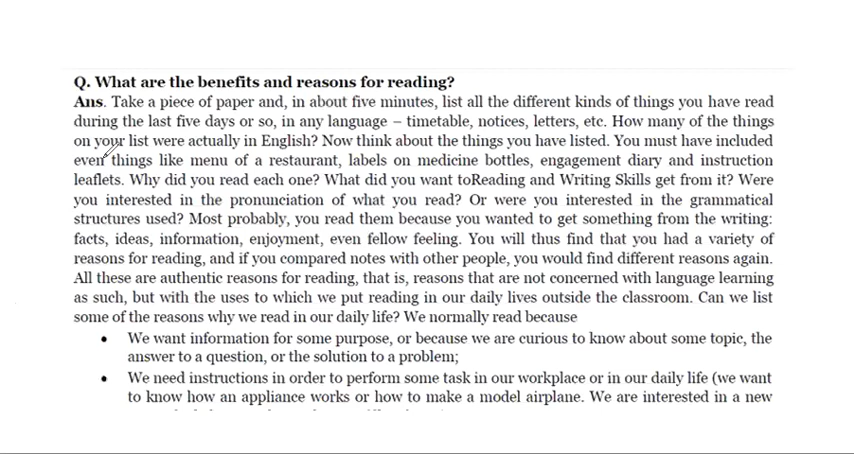 Q. What are the benefits and reasons for reading?
Ans. Take a piece of paper and, in about five minutes, list all the different kinds of things you have read
during the last five days or so, in any language – timetable, notices, letters, etc. How many of the things
on your list were actually in English? Now think about the things you have listed. You must have included
even things like menu of a restaurant, labels on medicine bottles, engagement diary and instruction
leaflets. Why did you read each one? What did you want toReading and Writing Skills get from it? Were
you interested in the pronunciation of what you read? Or were you interested in the grammatical
structures used? Most probably, you read them because you wanted to get something from the writing:
facts, ideas, information, enjoyment, even fellow feeling. You will thus find that you had a variety of
reasons for reading, and if you compared notes with other people, you would find different reasons again.
All these are authentic reasons for reading, that is, reasons that are not concerned with language learning
as such, but with the uses to which we put reading in our daily lives outside the classroom. Can we list
some of the reasons why we read in our daily life? We normally read because
• We want information for some purpose, or because we are curious to know about some topic, the
answer to a question, or the solution to a problem;
• We need instructions in order to perform some task in our workplace or in our daily life (we want
to know how an appliance works or how to make a model airplane. We are interested in a new